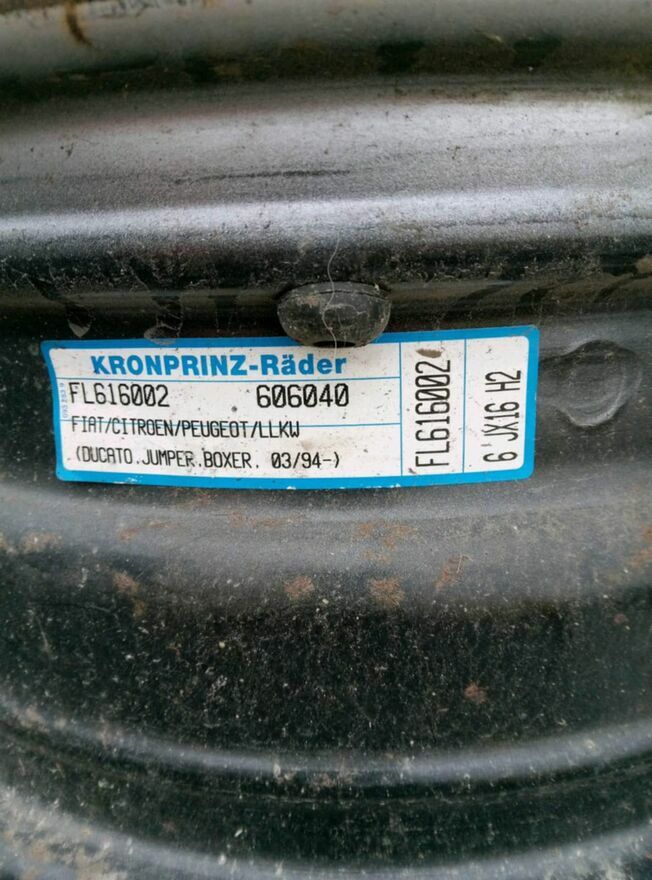 KRONPRINZ-Räder
FL616002 606040
FIAT/CITROEN/PEUGEOT/LLKW
(DUCATO.JUMPER.BOXER. 03/94-)
FL616002
6 JX16 H2